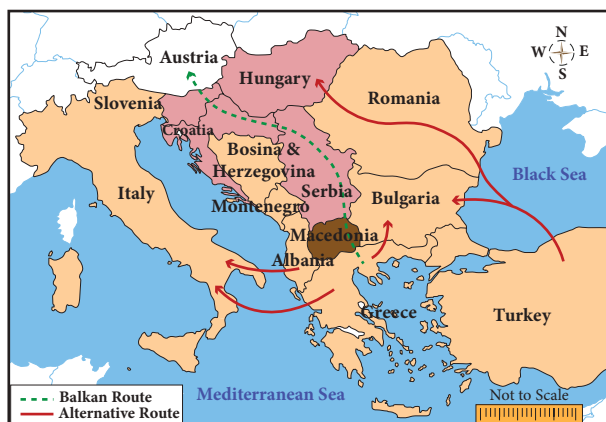 N
W E
S
Austria
Hungary
Slovenia
Romania
Croatia
Bosina &
Herzegovina
Black Sea
Italy
Serbia
Bulgaria
Montenegro
Macedonia
Albania
Greece
Turkey
Mediterranean Sea
Balkan Route
Alternative Route
Not to Scale